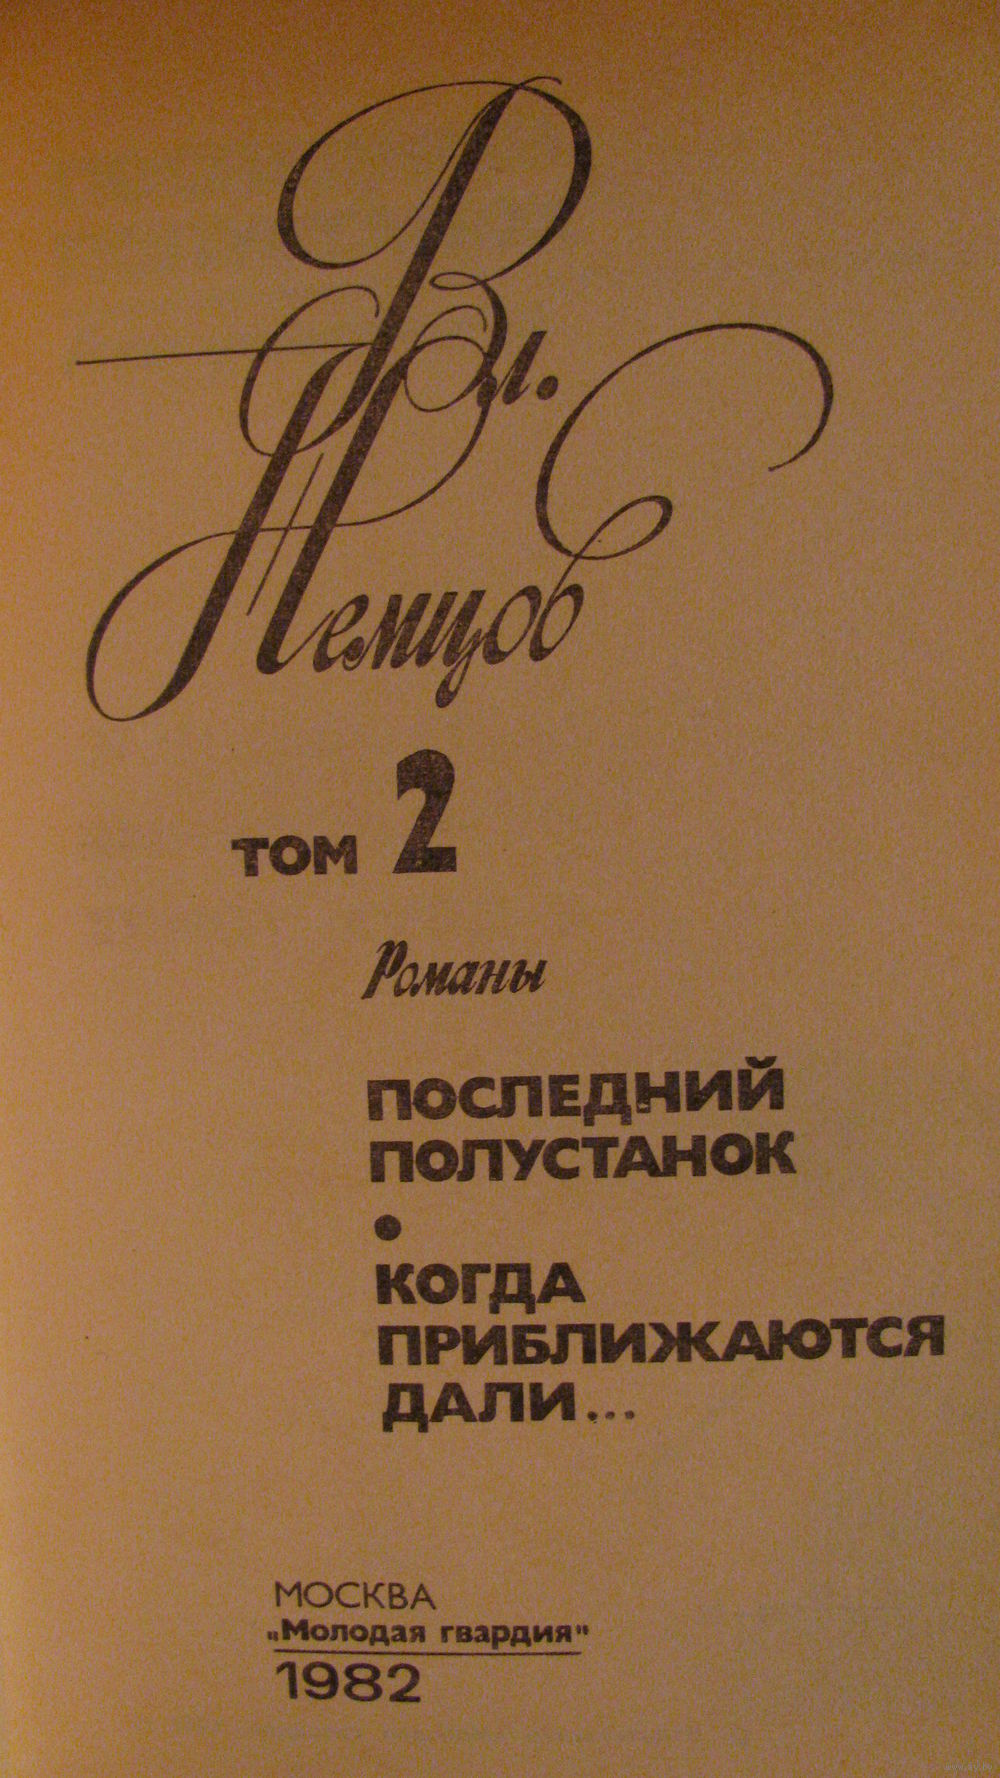 Вл.
Немцов
ТОМ 2
Романы
ПОСЛЕДНИЙ
ПОЛУСТАНОК
•
КОГДА
ПРИБЛИЖАЮТСЯ
ДАЛИ...
МОСКВА
„Молодая гвардия"
1982